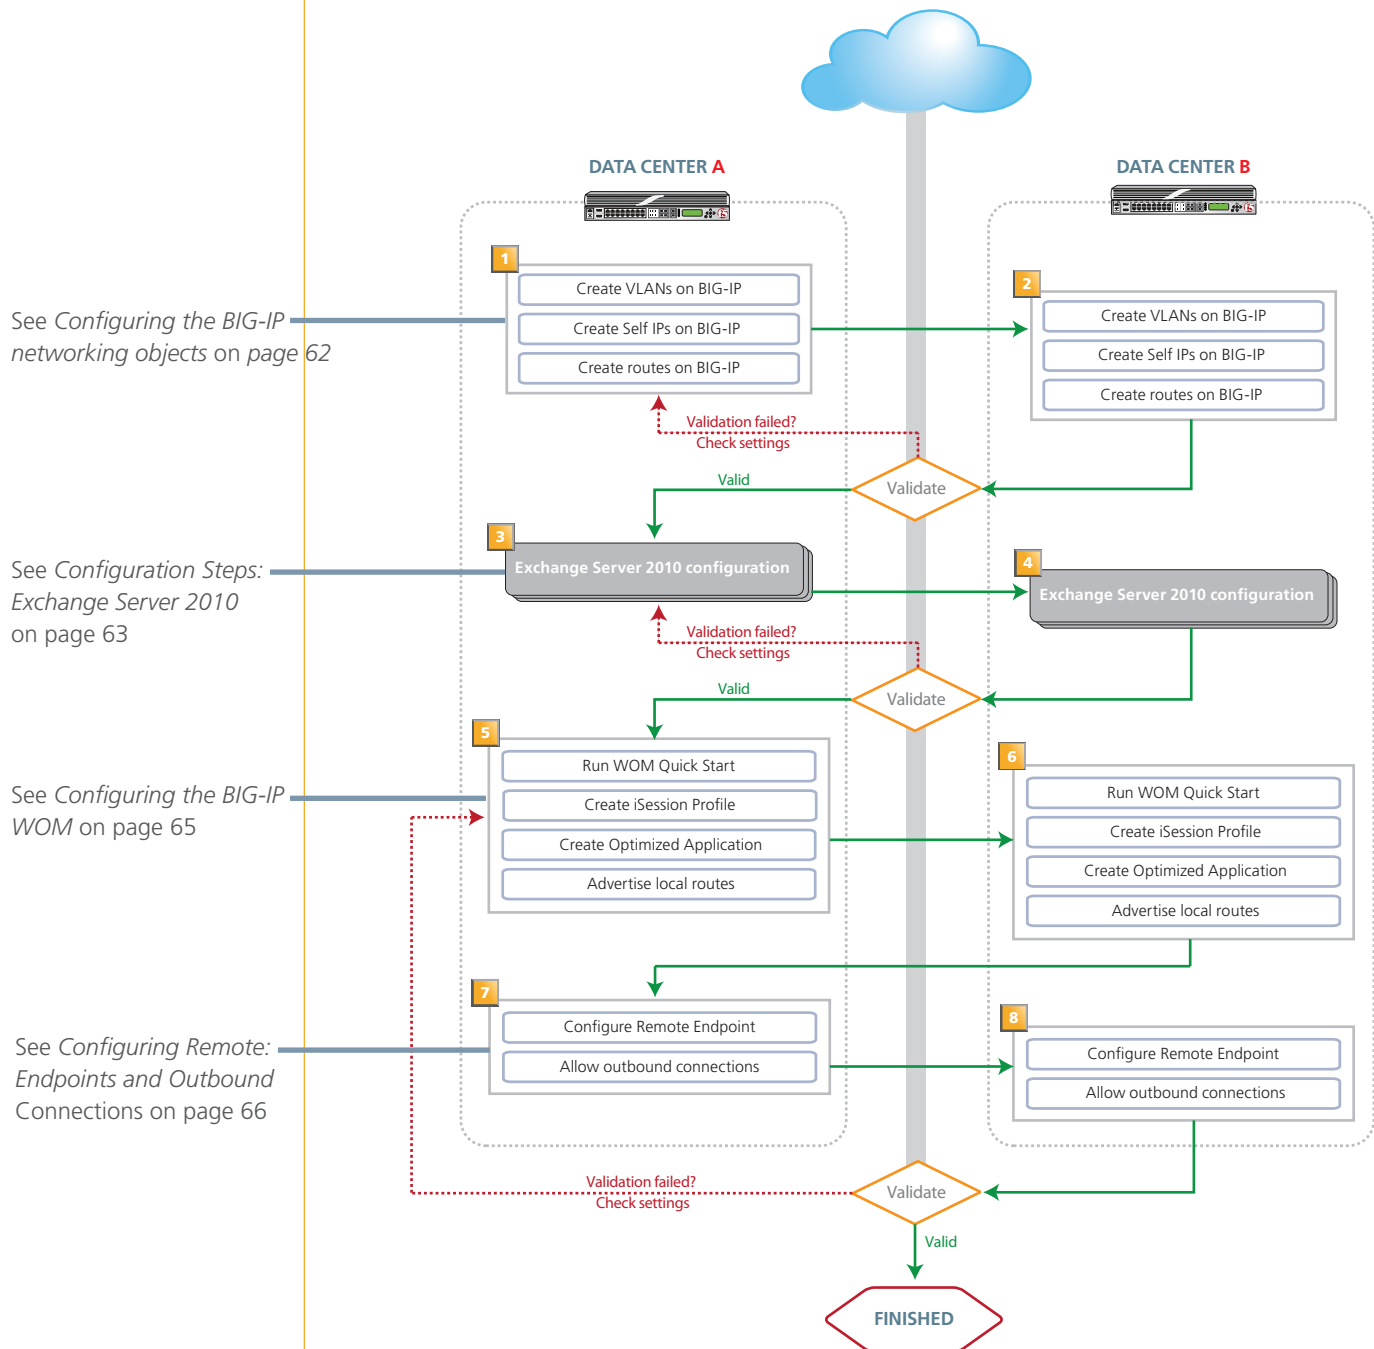 DATA CENTER A
DATA CENTER B
1
Create VLANs on BIG-IP
Create Self IPs on BIG-IP
Create routes on BIG-IP
2
Create VLANs on BIG-IP
Create Self IPs on BIG-IP
Create routes on BIG-IP
See Configuring the BIG-IP
networking objects on page 62
Validation failed?
Check settings
Valid
Validate
3
Exchange Server 2010 configuration
4
Exchange Server 2010 configuration
See Configuration Steps:
Exchange Server 2010
on page 63
Validation failed?
Check settings
Valid
Validate
5
Run WOM Quick Start
Create iSession Profile
Create Optimized Application
Advertise local routes
6
Run WOM Quick Start
Create iSession Profile
Create Optimized Application
Advertise local routes
See Configuring the BIG-IP
WOM on page 65
7
Configure Remote Endpoint
Allow outbound connections
8
Configure Remote Endpoint
Allow outbound connections
See Configuring Remote:
Endpoints and Outbound
Connections on page 66
Validation failed?
Check settings
Validate
Valid
FINISHED